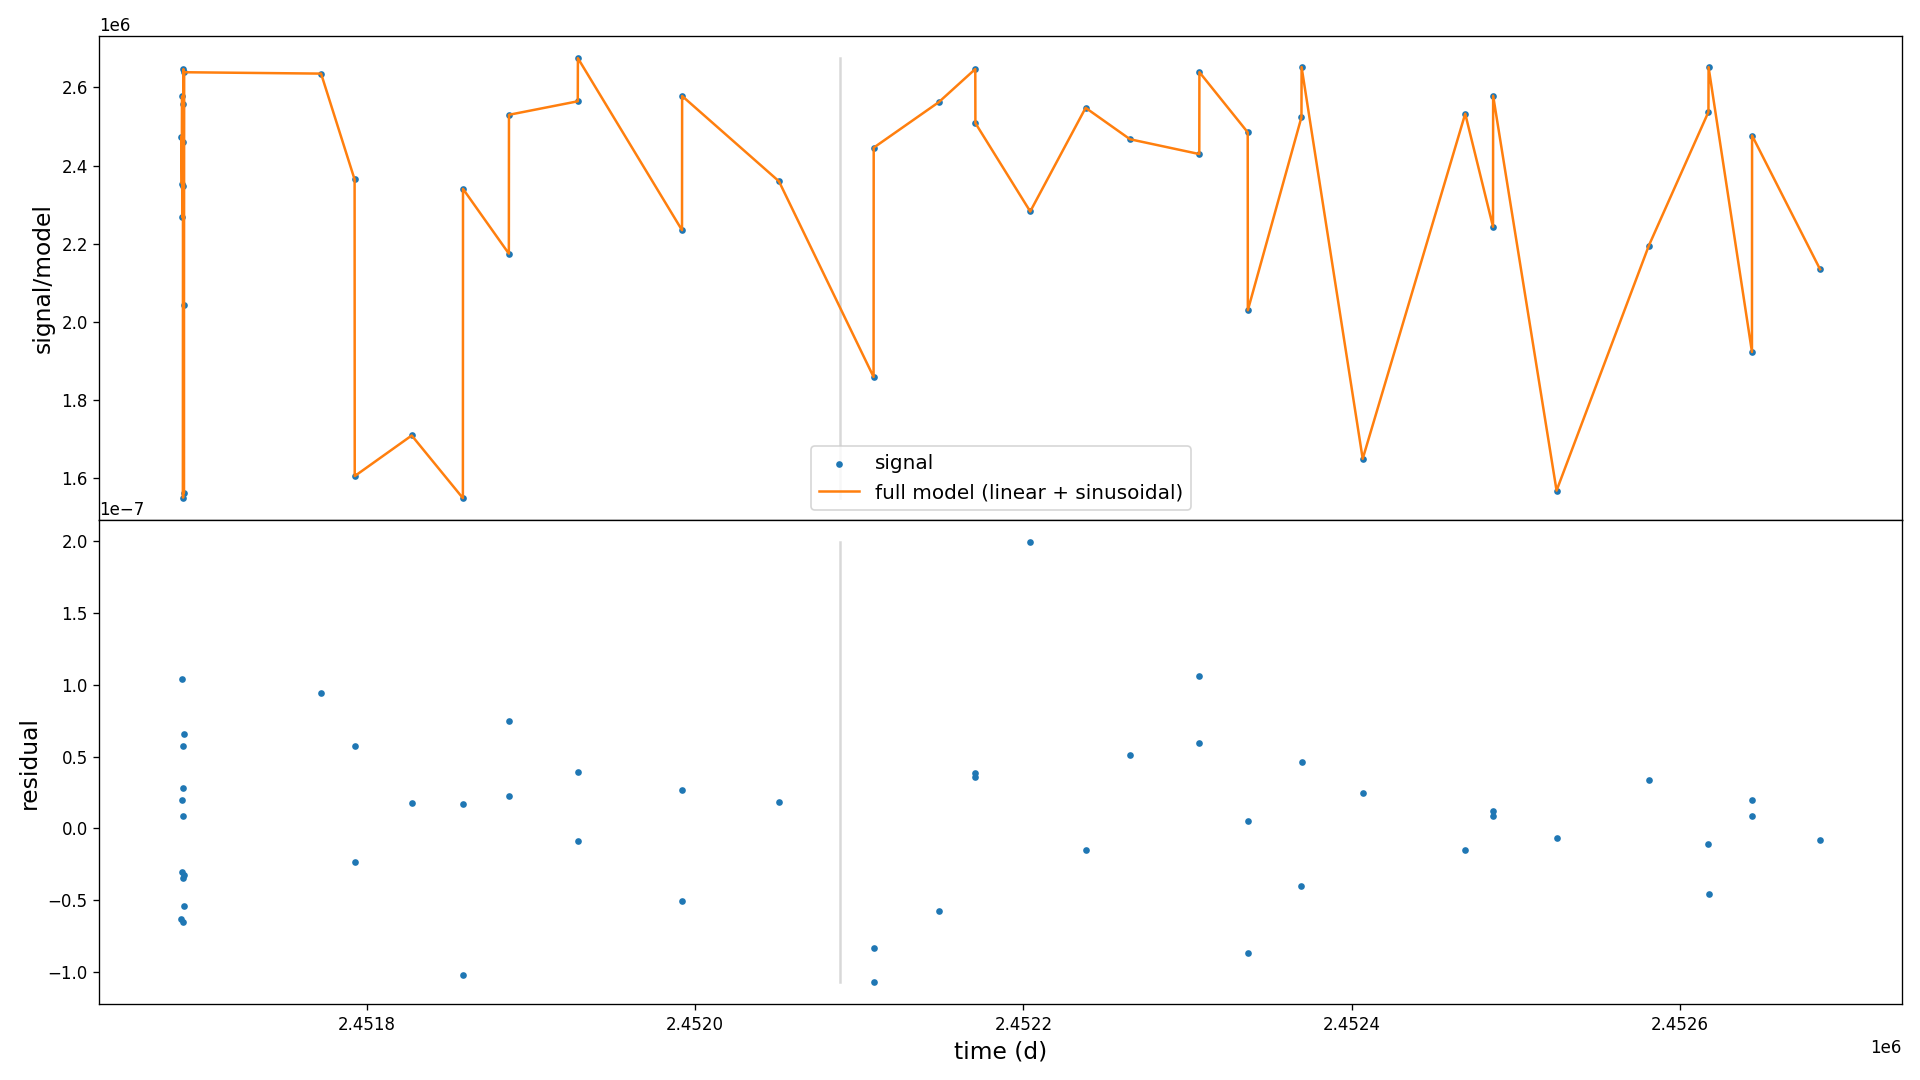 1e6
2.6
2.4
2.2
2.0
1.8
1.6
signal/model
signal
full model (linear + sinusoidal)
1e−7
2.0
1.5
1.0
0.5
0.0
−0.5
−1.0
residual
2.4518
2.4520
2.4522
2.4524
2.4526
1e6
time (d)